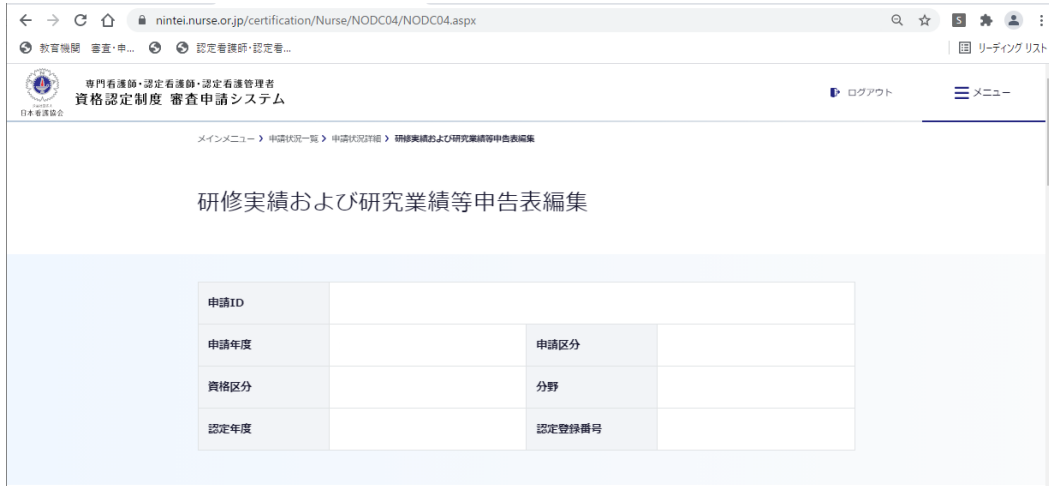 nintei.nurse.or.jp/certification/Nurse/NODC04/NODC04.aspx
教育機関 審査・申... 認定看護師・認定看... リーディング リスト
専門看護師・認定看護師・認定看護管理者
資格認定制度 審査申請システム
日本看護協会
ログアウト
メニュー
メインメニュー > 申請状況一覧 > 申請状況詳細 > 研修実績および研究業績等申告表編集
研修実績および研究業績等申告表編集
申請ID
申請年度 申請区分
資格区分 分野
認定年度 認定登録番号